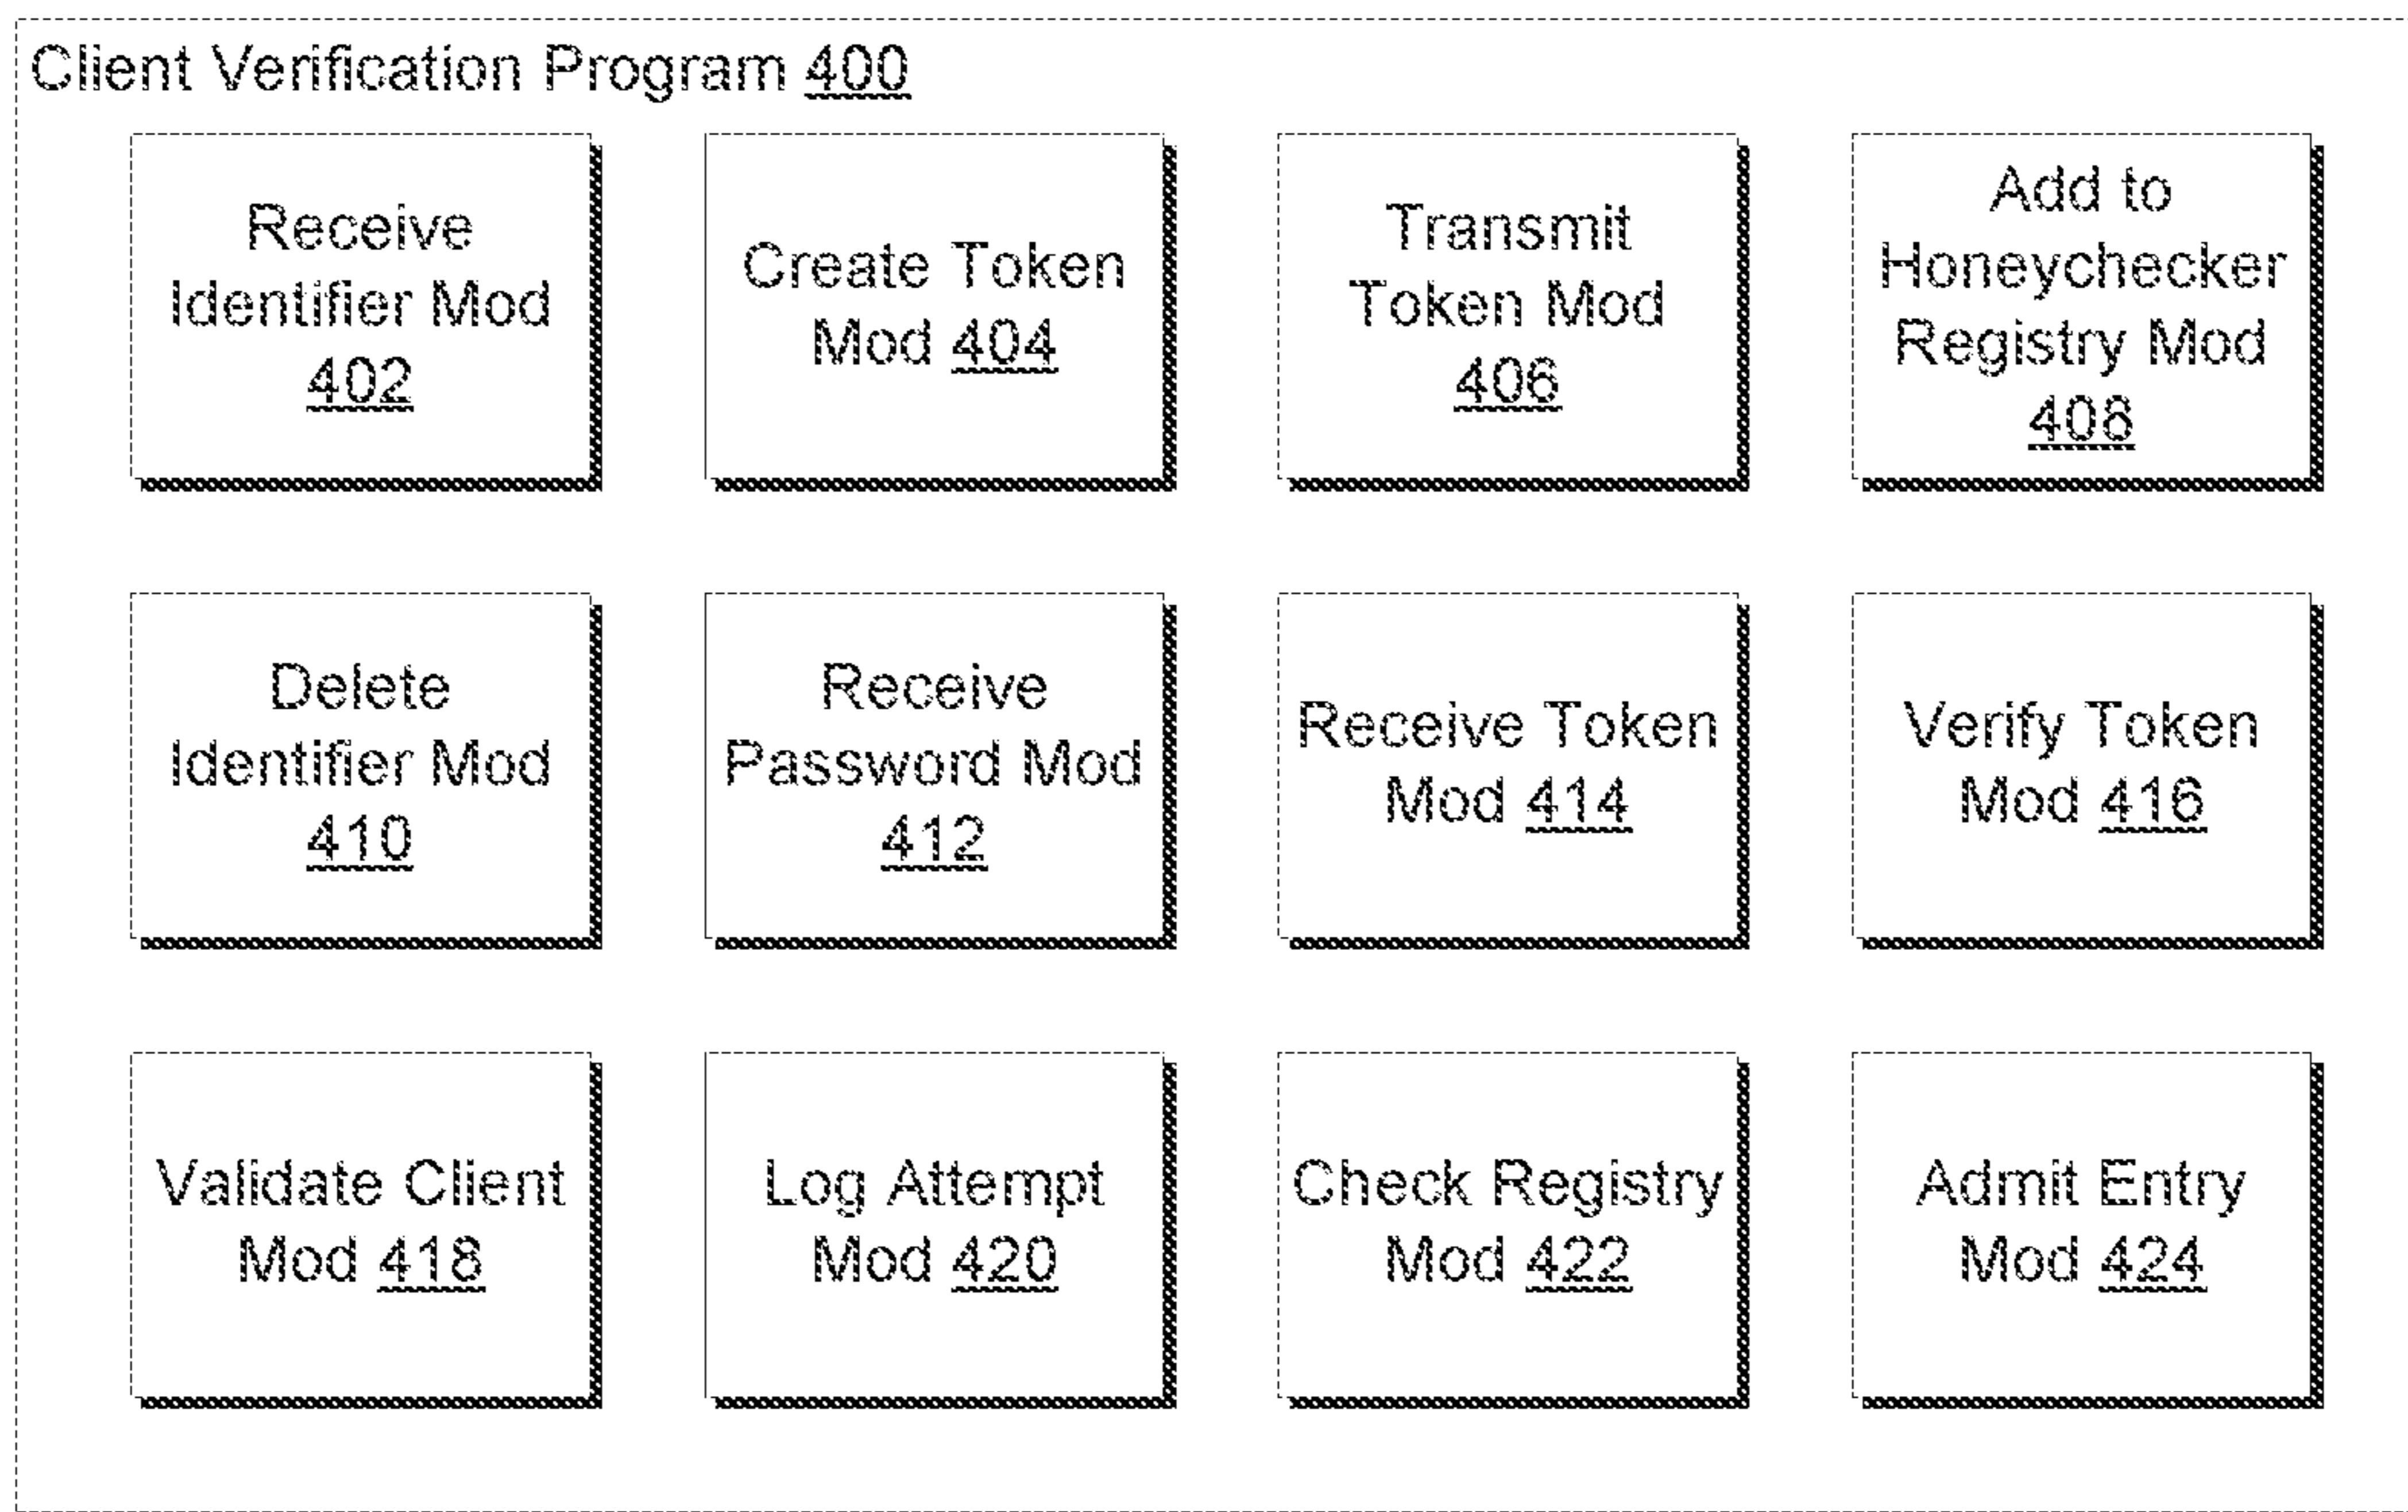 Client Verification Program 400
Receive
Identifier Mod
402
Create Token
Mod 404
Transmit
Token Mod
406
Add to
Honeychecker
Registry Mod
408
Delete
Identifier Mod
410
Receive
Password Mod
412
Receive Token
Mod 414
Verify Token
Mod 416
Validate Client
Mod 418
Log Attempt
Mod 420
Check Registry
Mod 422
Admit Entry
Mod 424